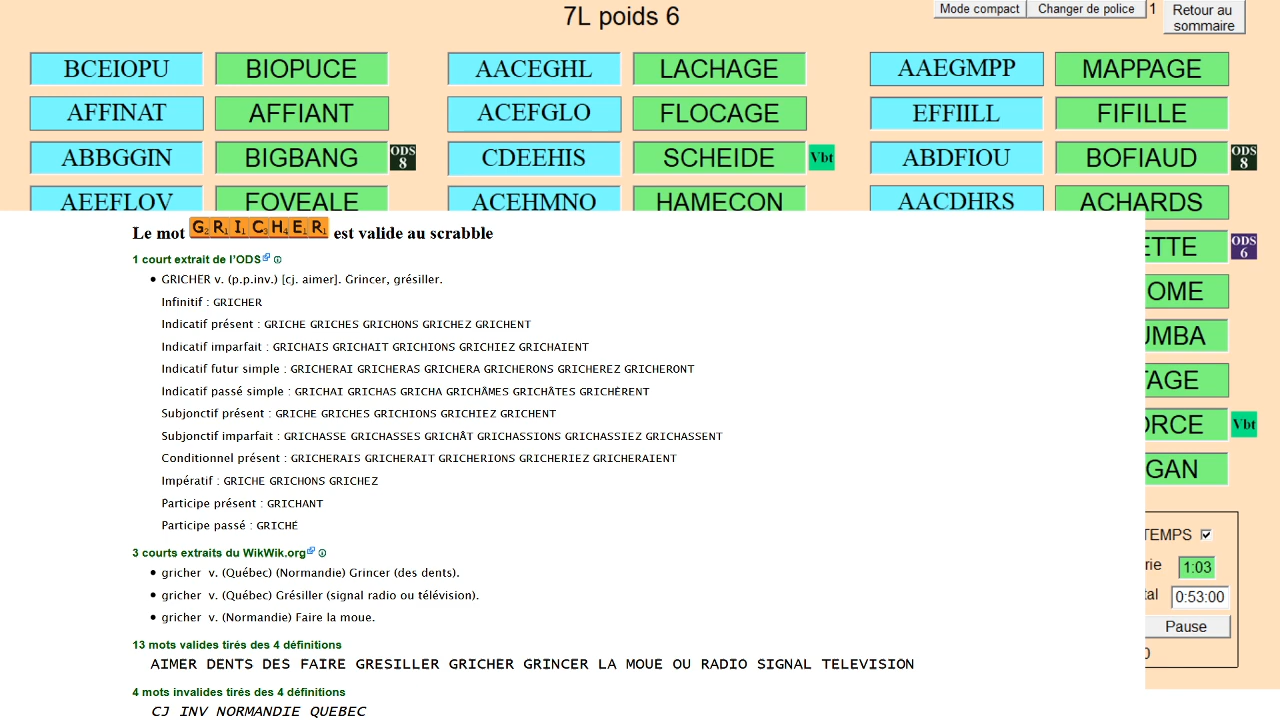 7L poids 6
Mode compact Changer de police 1 Retour au sommaire
BCEIOPU BIOPUCE AACEGHL LACHAGE AAEGMPP MAPPAGE
AFFINAT AFFIANT ACEFGLO FLOCAGE EFFIILL FIFILLE
ABBGGIN BIGBANG ODS 8 CDEEHIS SCHEIDE Vbt ABDFIOU BOFIAUD ODS 8
AEEFLOV FOVEALE ACEHMNO HAMECON AACDHRS ACHARDS
Le mot G2 R1 I1 C3 H4 E1 R1 est valide au scrabble
ETTE ODS 6
1 court extrait de l'ODS
• GRICHER v. (p.p.inv.) [cj. aimer]. Grincer, grésiller.
OME
Infinitif : GRICHER
Indicatif présent : GRICHE GRICHES GRICHONS GRICHEZ GRICHENT
UMBA
Indicatif imparfait : GRICHAIS GRICHAIT GRICHIONS GRICHIEZ GRICHAIENT
Indicatif futur simple : GRICHERAI GRICHERAS GRICHERA GRICHERONS GRICHEREZ GRICHERONT
TAGE
Indicatif passé simple : GRICHAI GRICHAS GRICHA GRICHÂMES GRICHÂTES GRICHÈRENT
Subjonctif présent : GRICHE GRICHES GRICHIONS GRICHIEZ GRICHENT
ORCE Vbt
Subjonctif imparfait : GRICHASSE GRICHASSES GRICHÂT GRICHASSIONS GRICHASSIEZ GRICHASSENT
Conditionnel présent : GRICHERAIS GRICHERAIT GRICHERIONS GRICHERIEZ GRICHERAIENT
GAN
Impératif : GRICHE GRICHONS GRICHEZ
Participe présent : GRICHANT
Participe passé : GRICHÉ
TEMPS
3 courts extraits du WikWik.org
rie 1:03
• gricher v. (Québec) (Normandie) Grincer (des dents).
• gricher v. (Québec) Grésiller (signal radio ou télévision).
tal 0:53:00
• gricher v. (Normandie) Faire la moue.
Pause
13 mots valides tirés des 4 définitions
AIMER DENTS DES FAIRE GRESILLER GRICHER GRINCER LA MOUE OU RADIO SIGNAL TELEVISION
4 mots invalides tirés des 4 définitions
CJ INV NORMANDIE QUEBEC